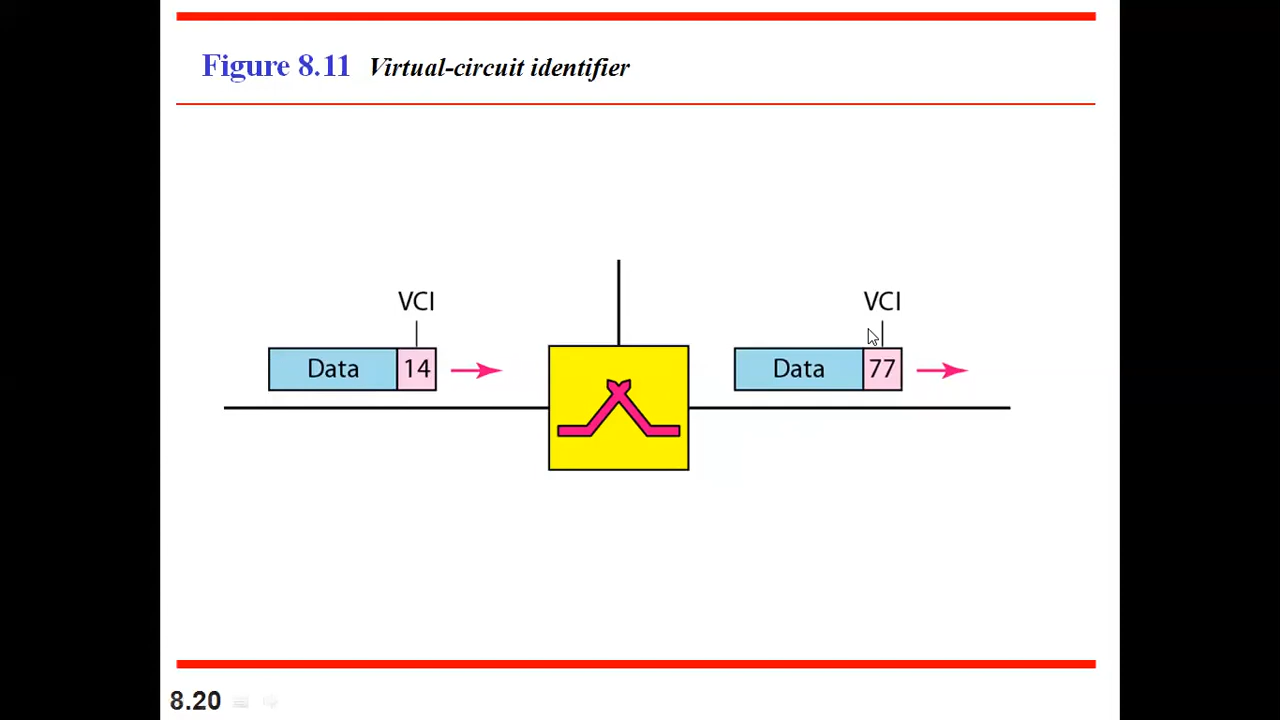 Figure 8.11 Virtual-circuit identifier
VCI
VCI
Data 14
Data 77
8.20